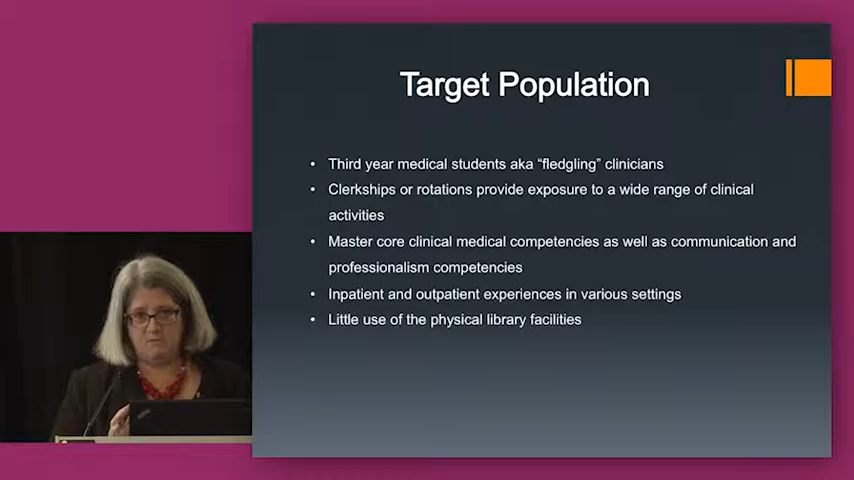 Target Population
• Third year medical students aka “fledgling” clinicians
• Clerkships or rotations provide exposure to a wide range of clinical
activities
• Master core clinical medical competencies as well as communication and
professionalism competencies
• Inpatient and outpatient experiences in various settings
• Little use of the physical library facilities